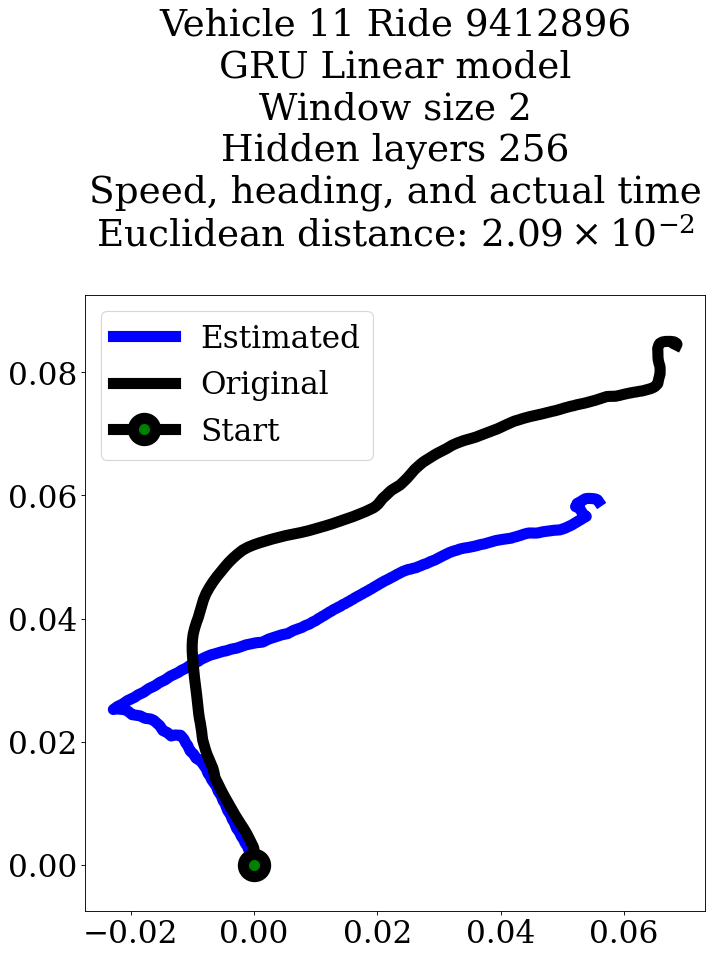 Vehicle 11 Ride 9412896
GRU Linear model
Window size 2
Hidden layers 256
Speed, heading, and actual time
Euclidean distance: 2.09 × 10⁻²
Estimated
Original
Start
0.08
0.06
0.04
0.02
0.00
−0.02 0.00 0.02 0.04 0.06